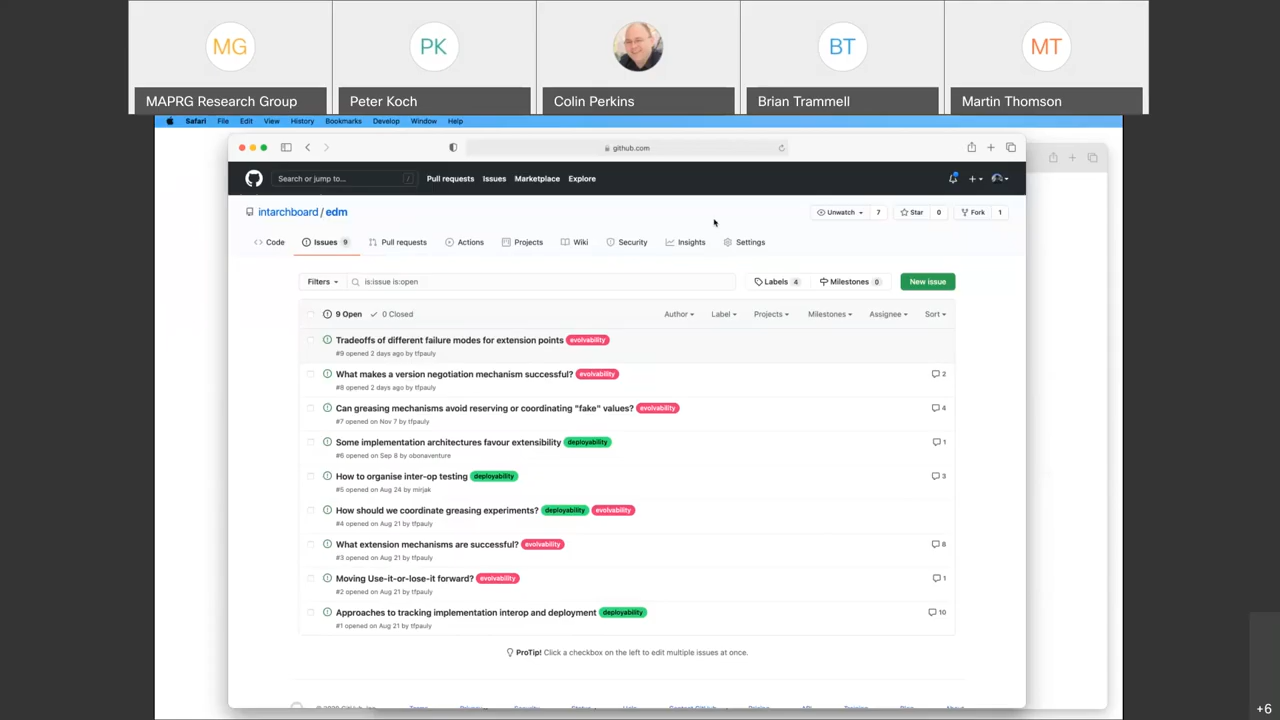 MG
PK
BT
MT
MAPRG Research Group
Peter Koch
Colin Perkins
Brian Trammell
Martin Thomson
Safari File Edit View History Bookmarks Develop Window Help
github.com
Search or jump to... /
Pull requests Issues Marketplace Explore
intarchboard / edm
Unwatch 7 Star 0 Fork 1
Code Issues 9 Pull requests Actions Projects Wiki Security Insights Settings
Filters is:issue is:open Labels 4 Milestones 0 New issue
9 Open 0 Closed Author Label Projects Milestones Assignee Sort
Tradeoffs of different failure modes for extension points evolvability
#9 opened 2 days ago by tfpauly
What makes a version negotiation mechanism successful? evolvability 2
#8 opened 2 days ago by tfpauly
Can greasing mechanisms avoid reserving or coordinating "fake" values? evolvability 4
#7 opened on Nov 7 by tfpauly
Some implementation architectures favour extensibility deployability 1
#6 opened on Sep 8 by obonaventure
How to organise inter-op testing deployability 3
#5 opened on Aug 24 by mirjak
How should we coordinate greasing experiments? deployability evolvability
#4 opened on Aug 21 by tfpauly
What extension mechanisms are successful? evolvability 8
#3 opened on Aug 21 by tfpauly
Moving Use-it-or-lose-it forward? evolvability 1
#2 opened on Aug 21 by tfpauly
Approaches to tracking implementation interop and deployment deployability 10
#1 opened on Aug 21 by tfpauly
ProTip! Click a checkbox on the left to edit multiple issues at once.
+6